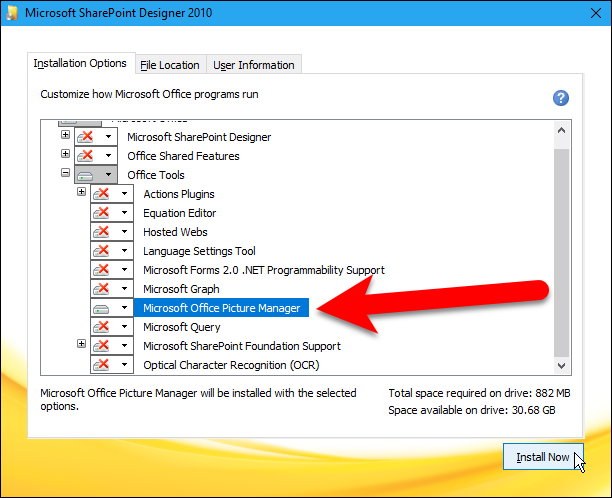 Microsoft SharePoint Designer 2010
Installation Options
File Location
User Information
Customize how Microsoft Office programs run
?
Microsoft Office
Microsoft SharePoint Designer
Office Shared Features
Office Tools
Actions Plugins
Equation Editor
Hosted Webs
Language Settings Tool
Microsoft Forms 2.0 .NET Programmability Support
Microsoft Graph
Microsoft Office Picture Manager
Microsoft Query
Microsoft SharePoint Foundation Support
Optical Character Recognition (OCR)
Microsoft Office Picture Manager will be installed with the selected
options.
Total space required on drive: 882 MB
Space available on drive: 30.68 GB
Install Now